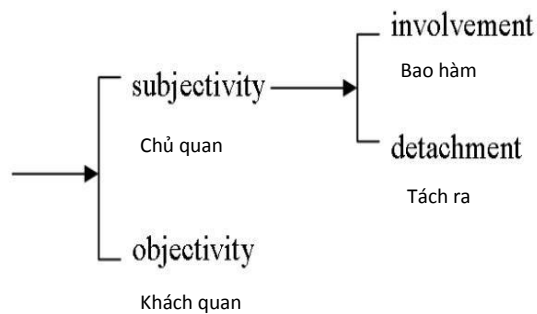 involvement
Bao hàm
subjectivity
Chủ quan
detachment
Tách ra
objectivity
Khách quan